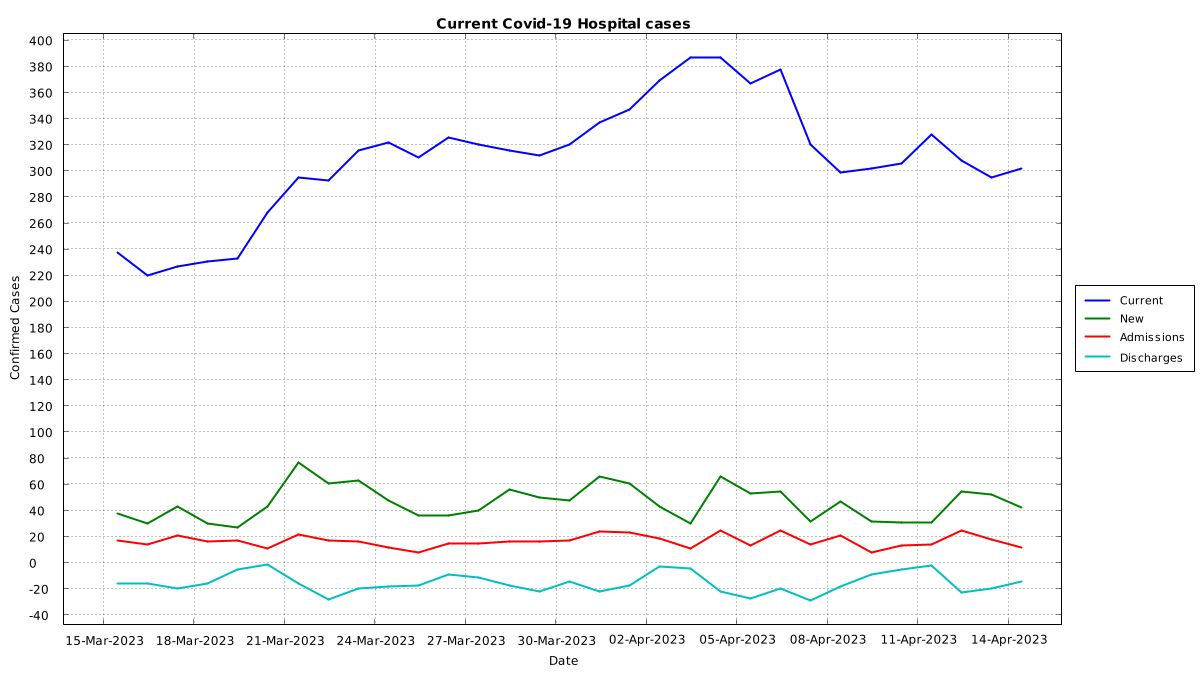 Current Covid-19 Hospital cases
400
380
360
340
320
300
280
260
240
220
200
180
160
140
120
100
80
60
40
20
0
-20
-40
Confirmed Cases
15-Mar-2023 18-Mar-2023 21-Mar-2023 24-Mar-2023 27-Mar-2023 30-Mar-2023 02-Apr-2023 05-Apr-2023 08-Apr-2023 11-Apr-2023 14-Apr-2023
Date
Current
New
Admissions
Discharges